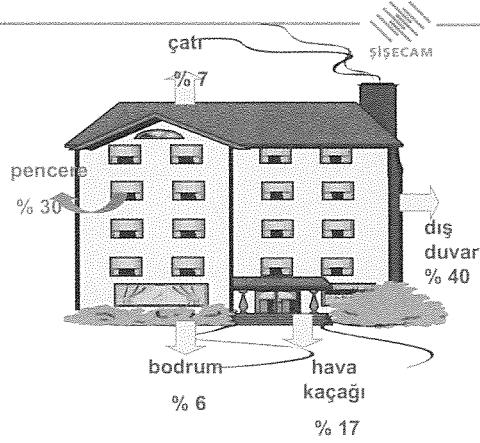 ŞİŞECAM
çatı
% 7
pencere
% 30
dış
duvar
% 40
bodrum
% 6
hava
kaçağı
% 17